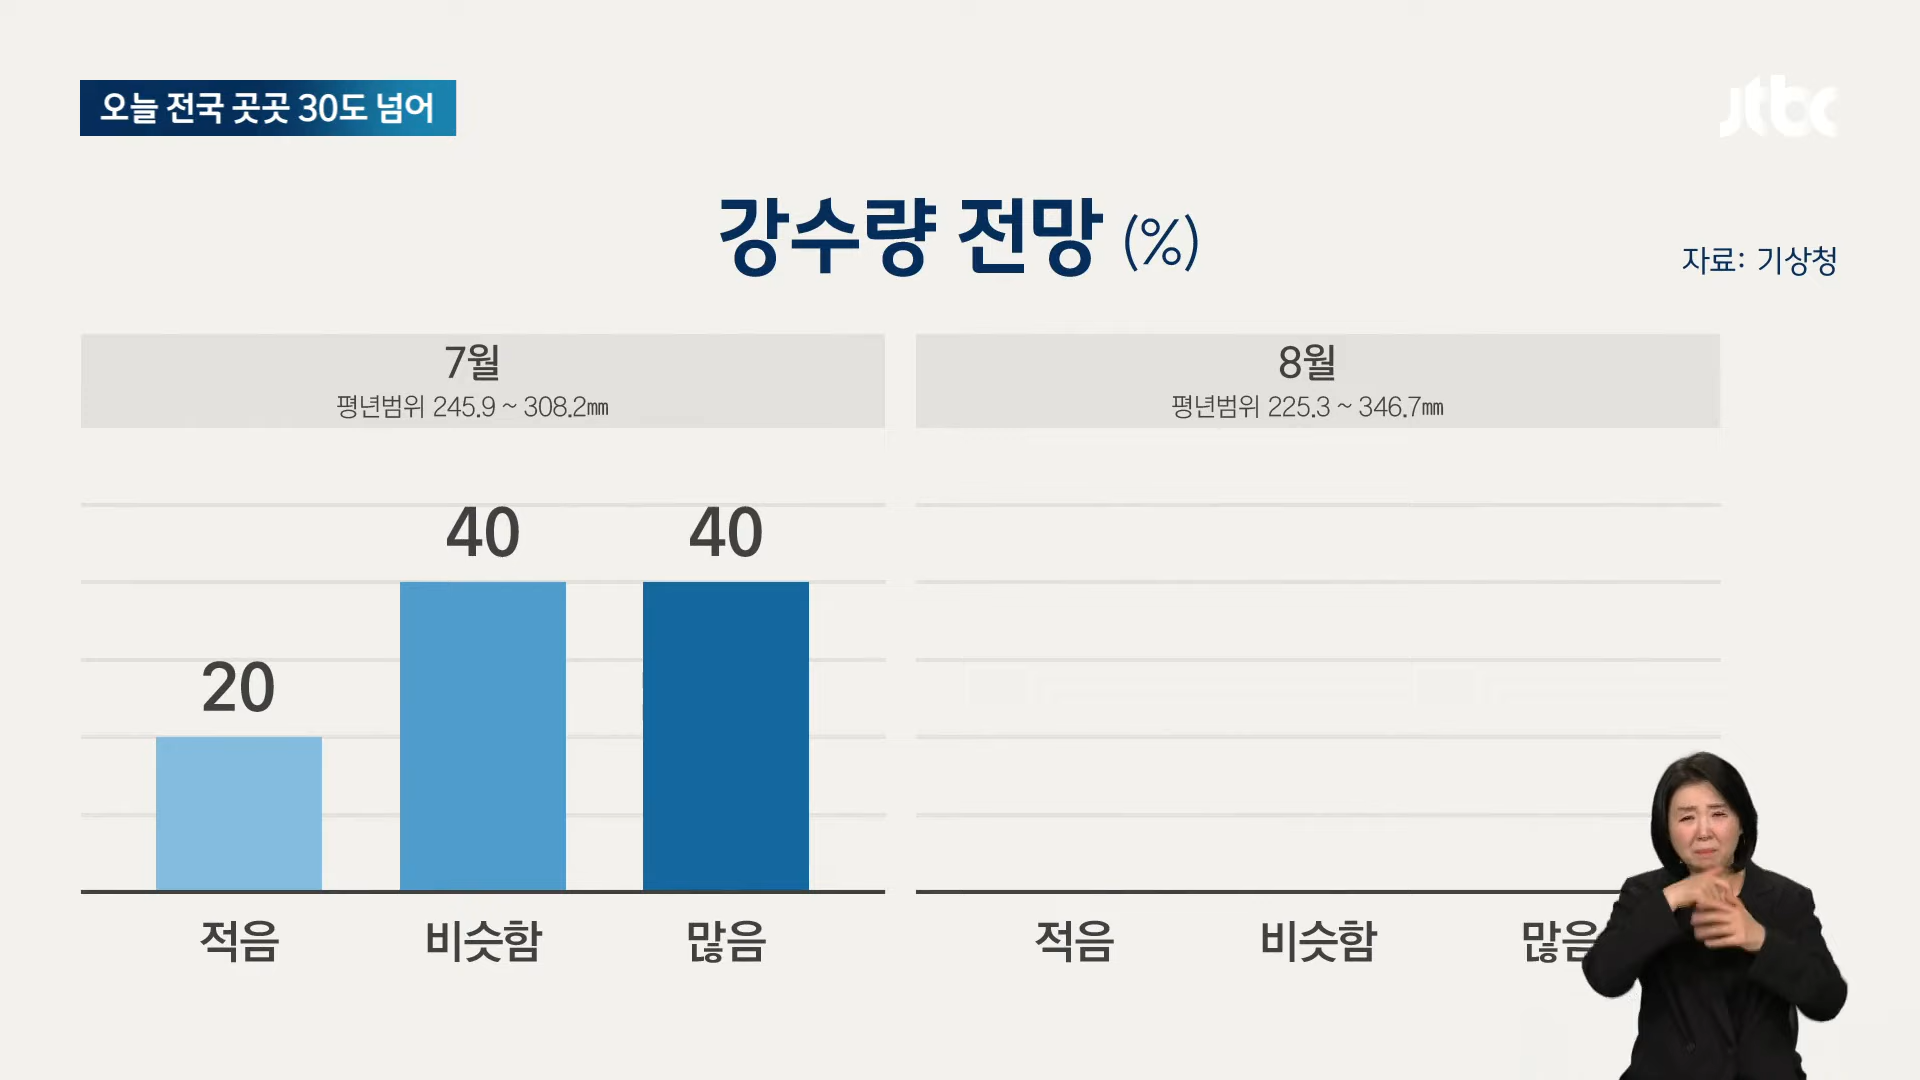 오늘 전국 곳곳 30도 넘어
jtbc
강수량 전망 (%)
자료: 기상청
7월
평년범위 245.9 ~ 308.2㎜
40
40
20
적음
비슷함
많음
8월
평년범위 225.3 ~ 346.7㎜
적음
비슷함
많음